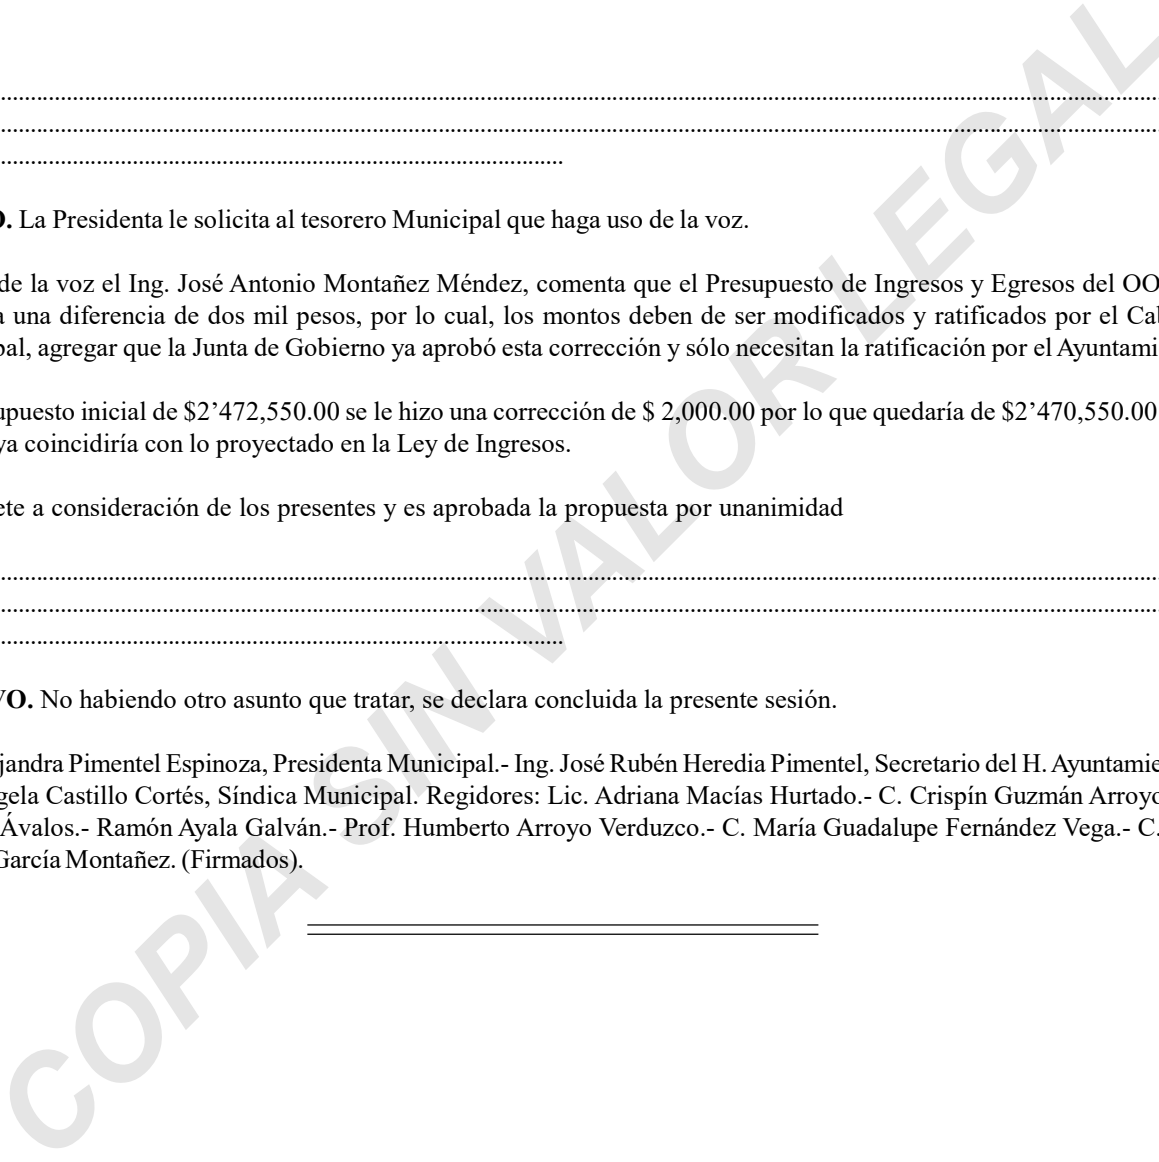 O. La Presidenta le solicita al tesorero Municipal que haga uso de la voz.
de la voz el Ing. José Antonio Montañez Méndez, comenta que el Presupuesto de Ingresos y Egresos del OO
a una diferencia de dos mil pesos, por lo cual, los montos deben de ser modificados y ratificados por el Cab
pal, agregar que la Junta de Gobierno ya aprobó esta corrección y sólo necesitan la ratificación por el Ayuntami
upuesto inicial de $2’472,550.00 se le hizo una corrección de $ 2,000.00 por lo que quedaría de $2’470,550.00
ya coincidiría con lo proyectado en la Ley de Ingresos.
ete a consideración de los presentes y es aprobada la propuesta por unanimidad
VO. No habiendo otro asunto que tratar, se declara concluida la presente sesión.
jandra Pimentel Espinoza, Presidenta Municipal.- Ing. José Rubén Heredia Pimentel, Secretario del H. Ayuntamie
gela Castillo Cortés, Síndica Municipal. Regidores: Lic. Adriana Macías Hurtado.- C. Crispín Guzmán Arroyo
Ávalos.- Ramón Ayala Galván.- Prof. Humberto Arroyo Verduzco.- C. María Guadalupe Fernández Vega.- C.
García Montañez. (Firmados).
COPIA SIN VALOR LEGAL